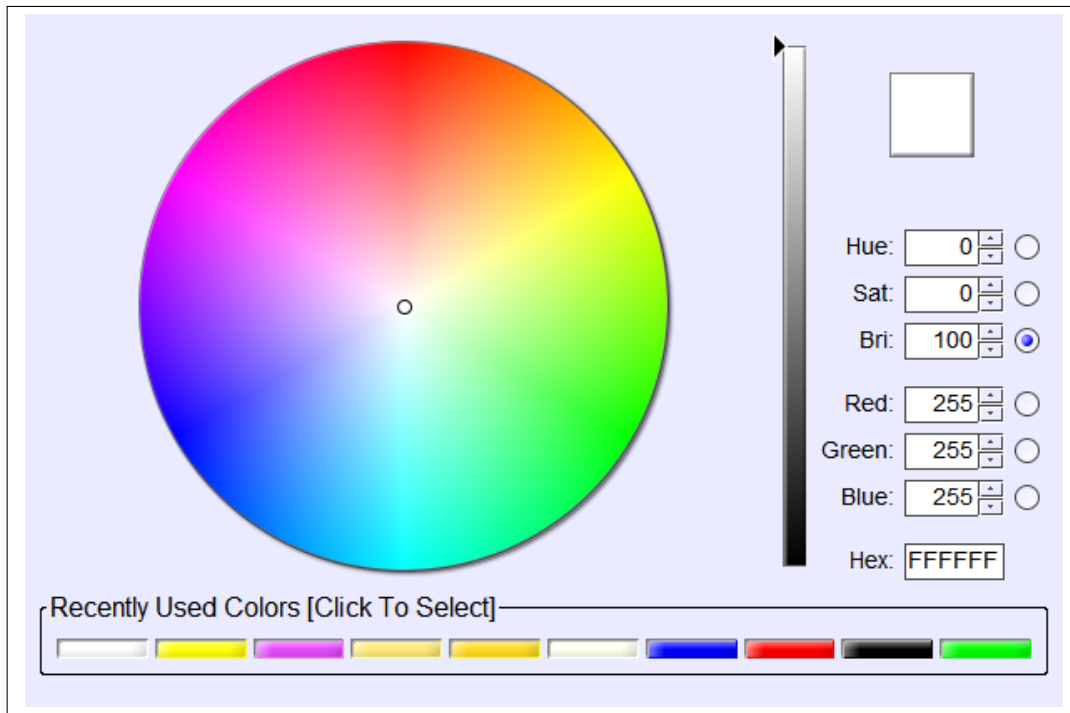 Hue: 0
Sat: 0
Bri: 100
Red: 255
Green: 255
Blue: 255
Hex: FFFFFF
Recently Used Colors [Click To Select]